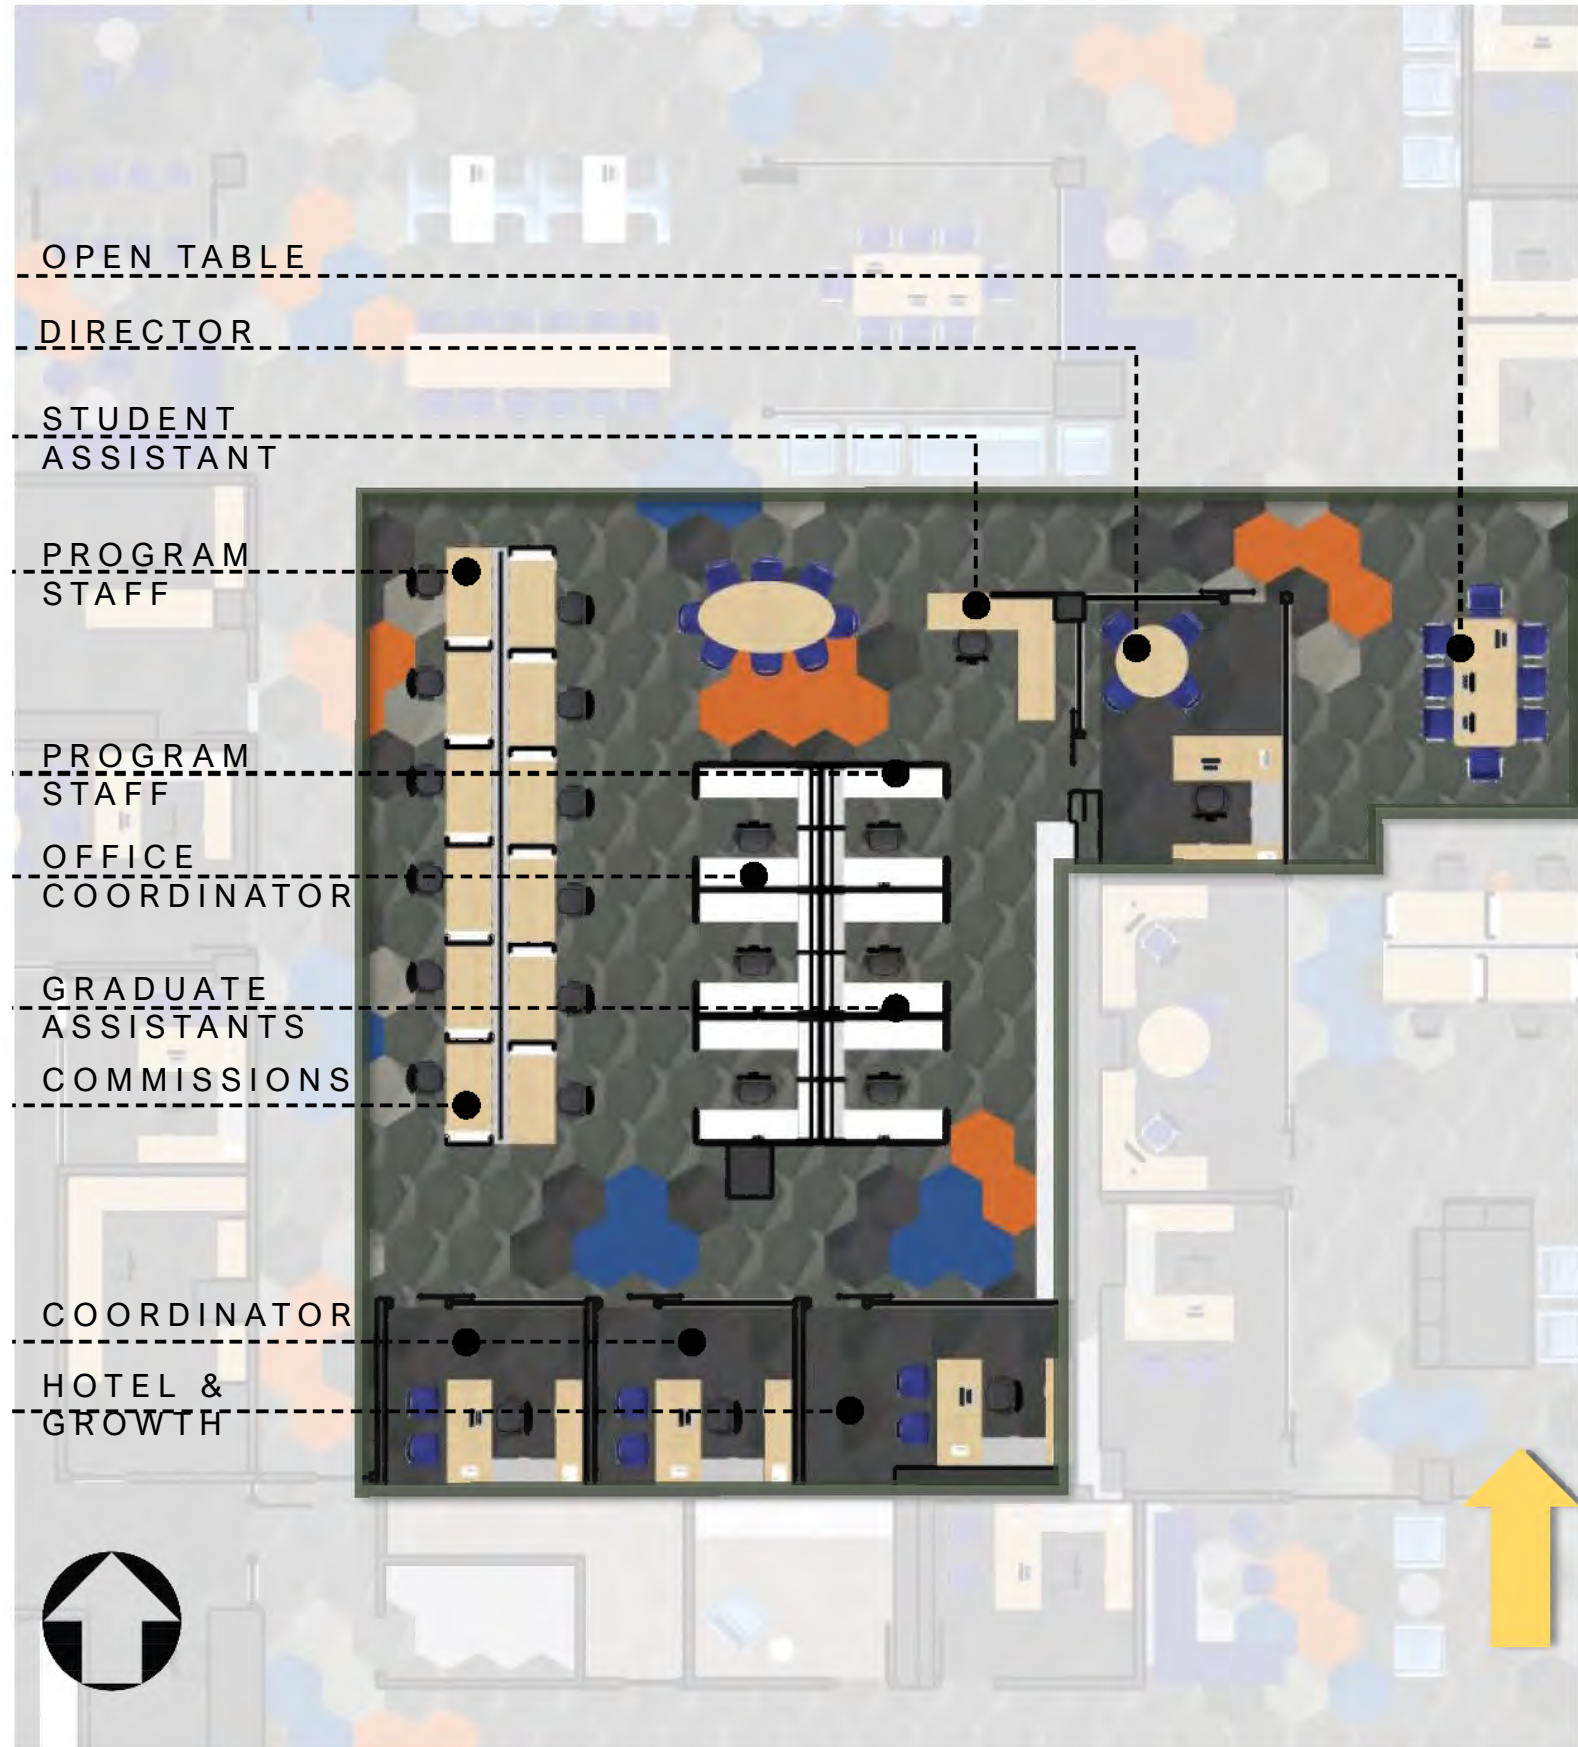 OPEN TABLE
DIRECTOR
STUDENT
ASSISTANT
PROGRAM
STAFF
PROGRAM
STAFF
OFFICE
COORDINATOR
GRADUATE
ASSISTANTS
COMMISSIONS
COORDINATOR
HOTEL &
GROWTH